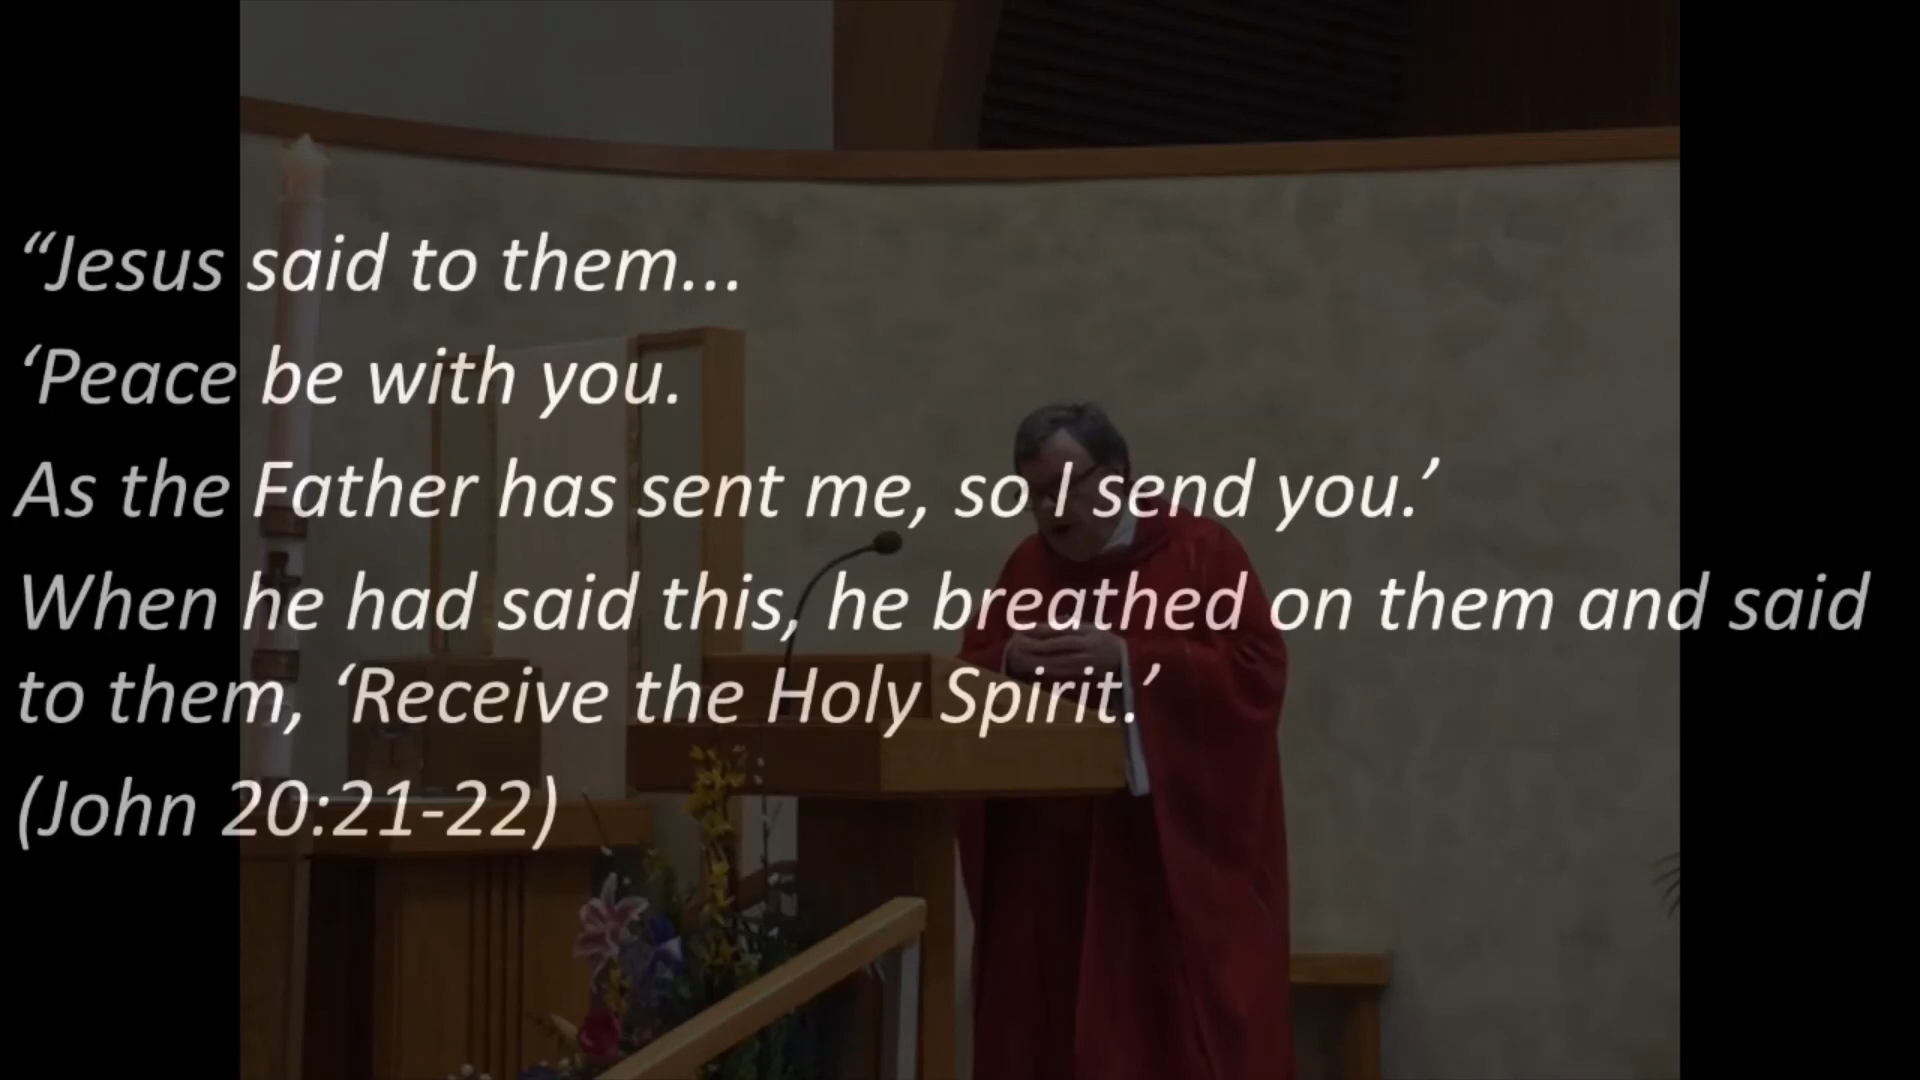 “Jesus said to them...
‘Peace be with you.
As the Father has sent me, so I send you.’
When he had said this, he breathed on them and said
to them, ‘Receive the Holy Spirit.’
(John 20:21-22)